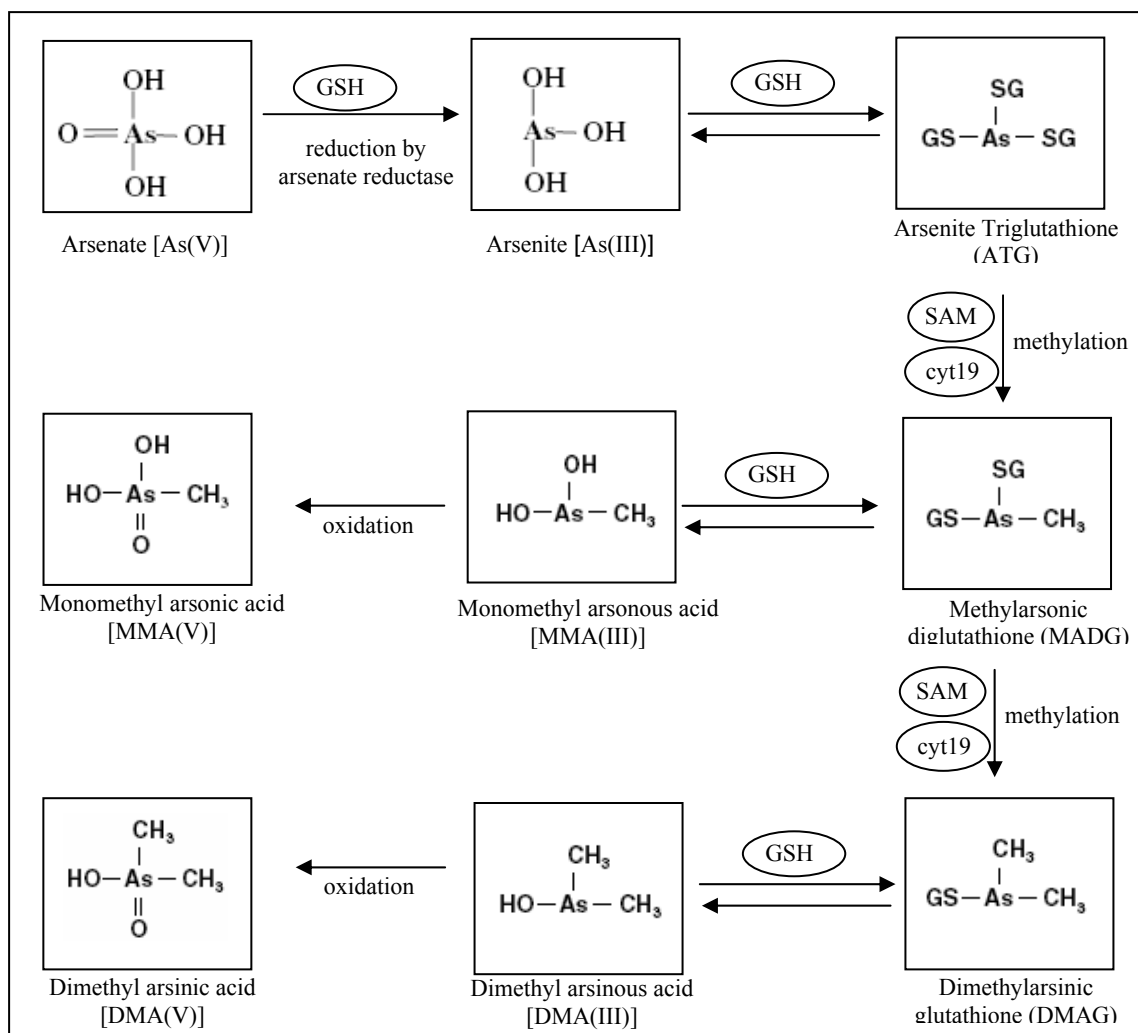 OH
O=As-OH
OH
Arsenate [As(V)]
GSH
reduction by
arsenate reductase
OH
As-OH
OH
Arsenite [As(III)]
GSH
SG
GS-As-SG
Arsenite Triglutathione
(ATG)
SAM
cyt19
methylation
OH
HO-As-CH₃
O
Monomethyl arsonic acid
[MMA(V)]
oxidation
OH
HO-As-CH₃
Monomethyl arsonous acid
[MMA(III)]
GSH
SG
GS-As-CH₃
Methylarsonic
diglutathione (MADG)
SAM
cyt19
methylation
CH₃
HO-As-CH₃
O
Dimethyl arsinic acid
[DMA(V)]
oxidation
CH₃
HO-As-CH₃
Dimethyl arsinous acid
[DMA(III)]
GSH
CH₃
GS-As-CH₃
Dimethylarsinic
glutathione (DMAG)